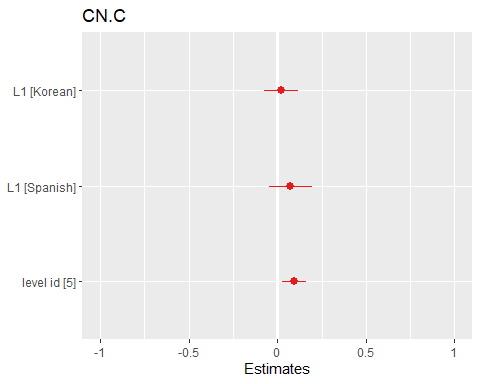 CN.C
L1 [Korean]
L1 [Spanish]
level id [5]
-1 -0.5 0 0.5 1
Estimates